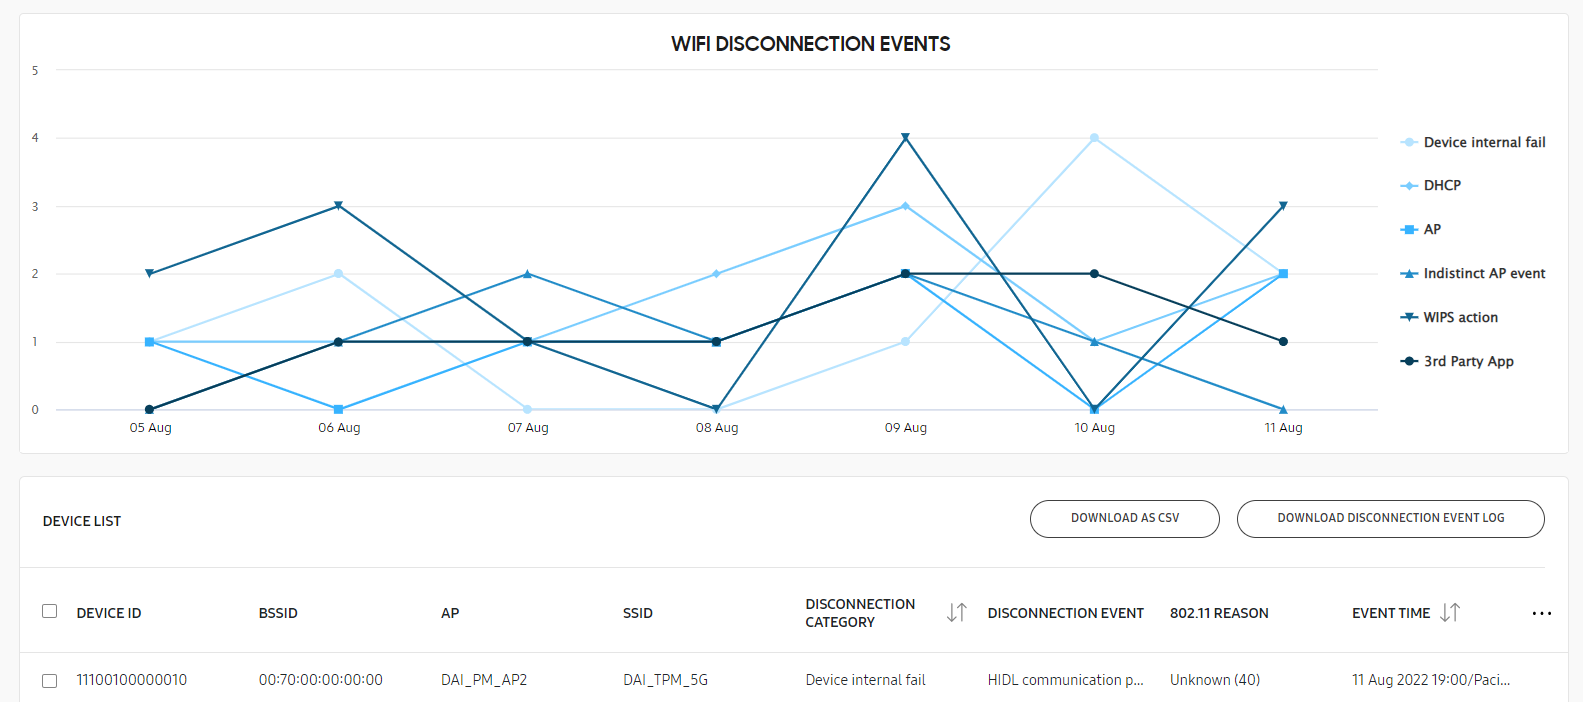 WIFI DISCONNECTION EVENTS
5
4
3
2
1
0
05 Aug 06 Aug 07 Aug 08 Aug 09 Aug 10 Aug 11 Aug
Device internal fail
DHCP
AP
Indistinct AP event
WIPS action
3rd Party App
DEVICE LIST
DOWNLOAD AS CSV
DOWNLOAD DISCONNECTION EVENT LOG
DEVICE ID BSSID AP SSID DISCONNECTION CATEGORY DISCONNECTION EVENT 802.11 REASON EVENT TIME ...
11100100000010 00:70:00:00:00:00 DAI_PM_AP2 DAI_TPM_5G Device internal fail HIDL communication p... Unknown (40) 11 Aug 2022 19:00/Paci...